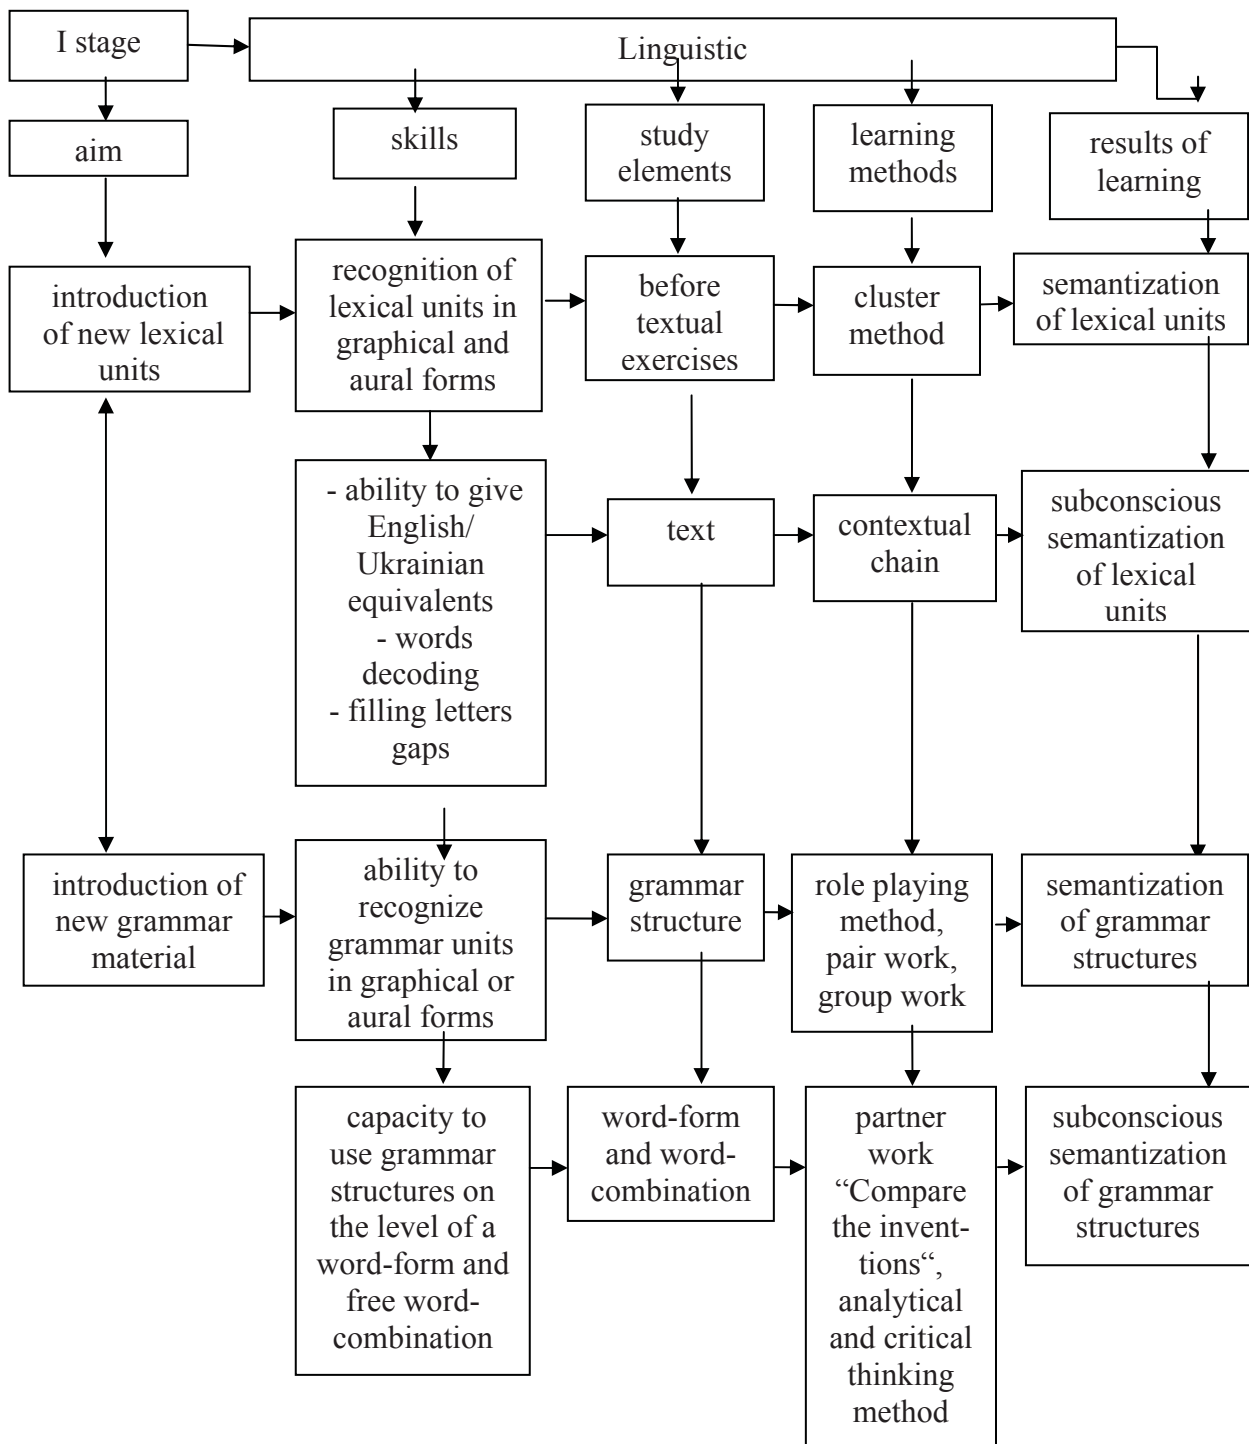 I stage
Linguistic
aim
skills
study
elements
learning
methods
results of
learning
introduction
of new lexical
units
recognition of
lexical units in
graphical and
aural forms
before
textual
exercises
cluster
method
semantization
of lexical units
- ability to give
English/
Ukrainian
equivalents
- words
decoding
- filling letters
gaps
text
contextual
chain
subconscious
semantization
of lexical
units
introduction of
new grammar
material
ability to
recognize
grammar units
in graphical or
aural forms
grammar
structure
role playing
method,
pair work,
group work
semantization
of grammar
structures
capacity to
use grammar
structures on
the level of a
word-form and
free word-
combination
word-form
and word-
combination
partner
work
“Compare
the inven-
tions“,
analytical
and critical
thinking
method
subconscious
semantization
of grammar
structures